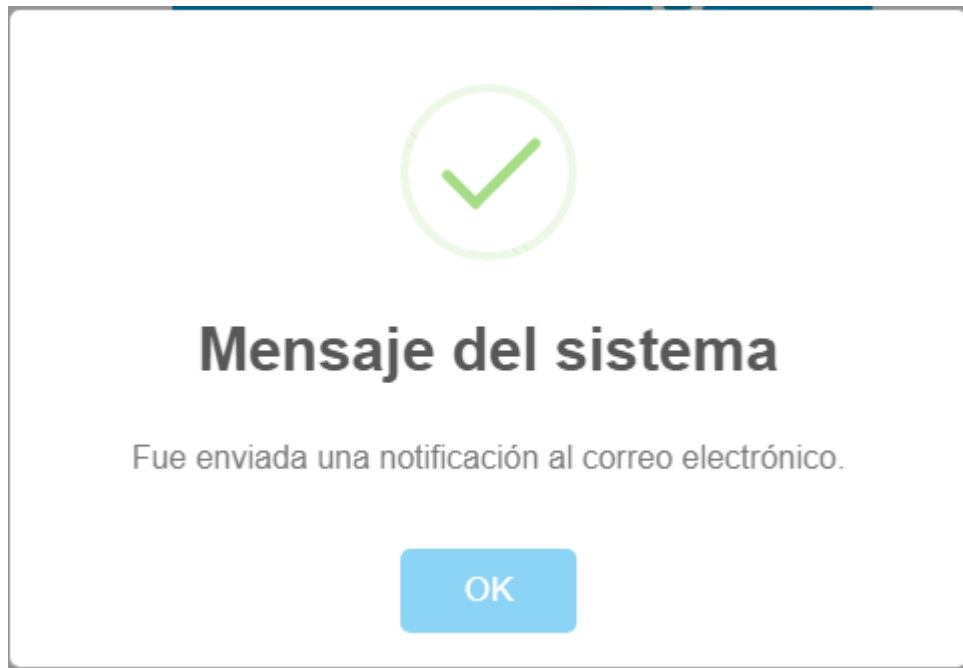 Mensaje del sistema
Fue enviada una notificación al correo electrónico.
OK